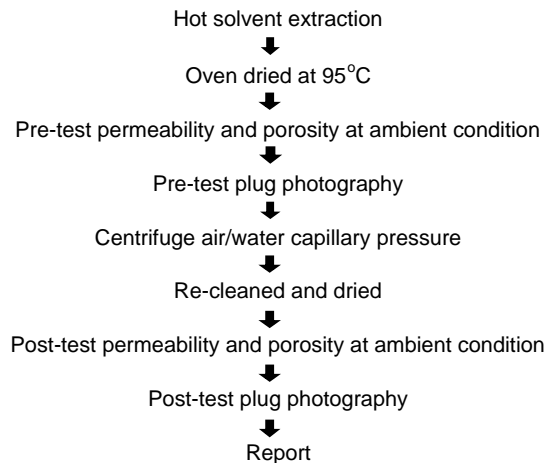 Hot solvent extraction
Oven dried at 95°C
Pre-test permeability and porosity at ambient condition
Pre-test plug photography
Centrifuge air/water capillary pressure
Re-cleaned and dried
Post-test permeability and porosity at ambient condition
Post-test plug photography
Report